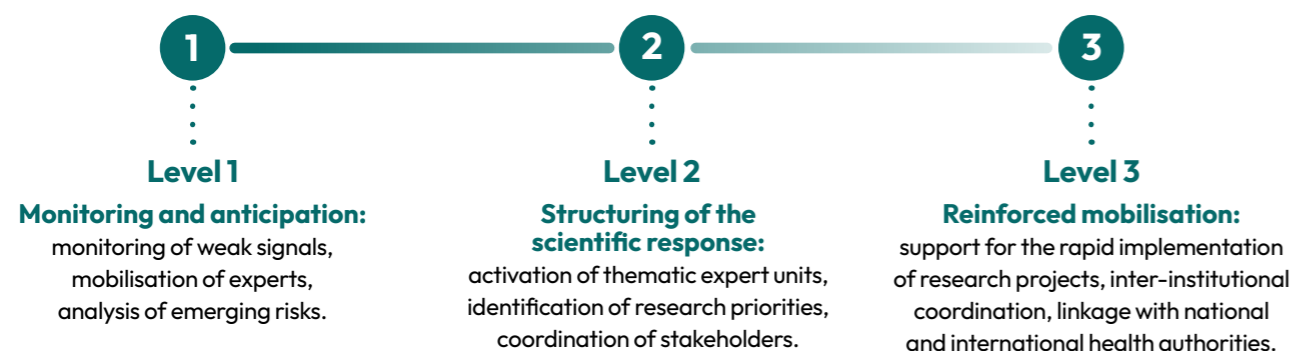 1
2
3
Level 1
Monitoring and anticipation:
monitoring of weak signals,
mobilisation of experts,
analysis of emerging risks.
Level 2
Structuring of the
scientific response:
activation of thematic expert units,
identification of research priorities,
coordination of stakeholders.
Level 3
Reinforced mobilisation:
support for the rapid implementation
of research projects, inter-institutional
coordination, linkage with national
and international health authorities.